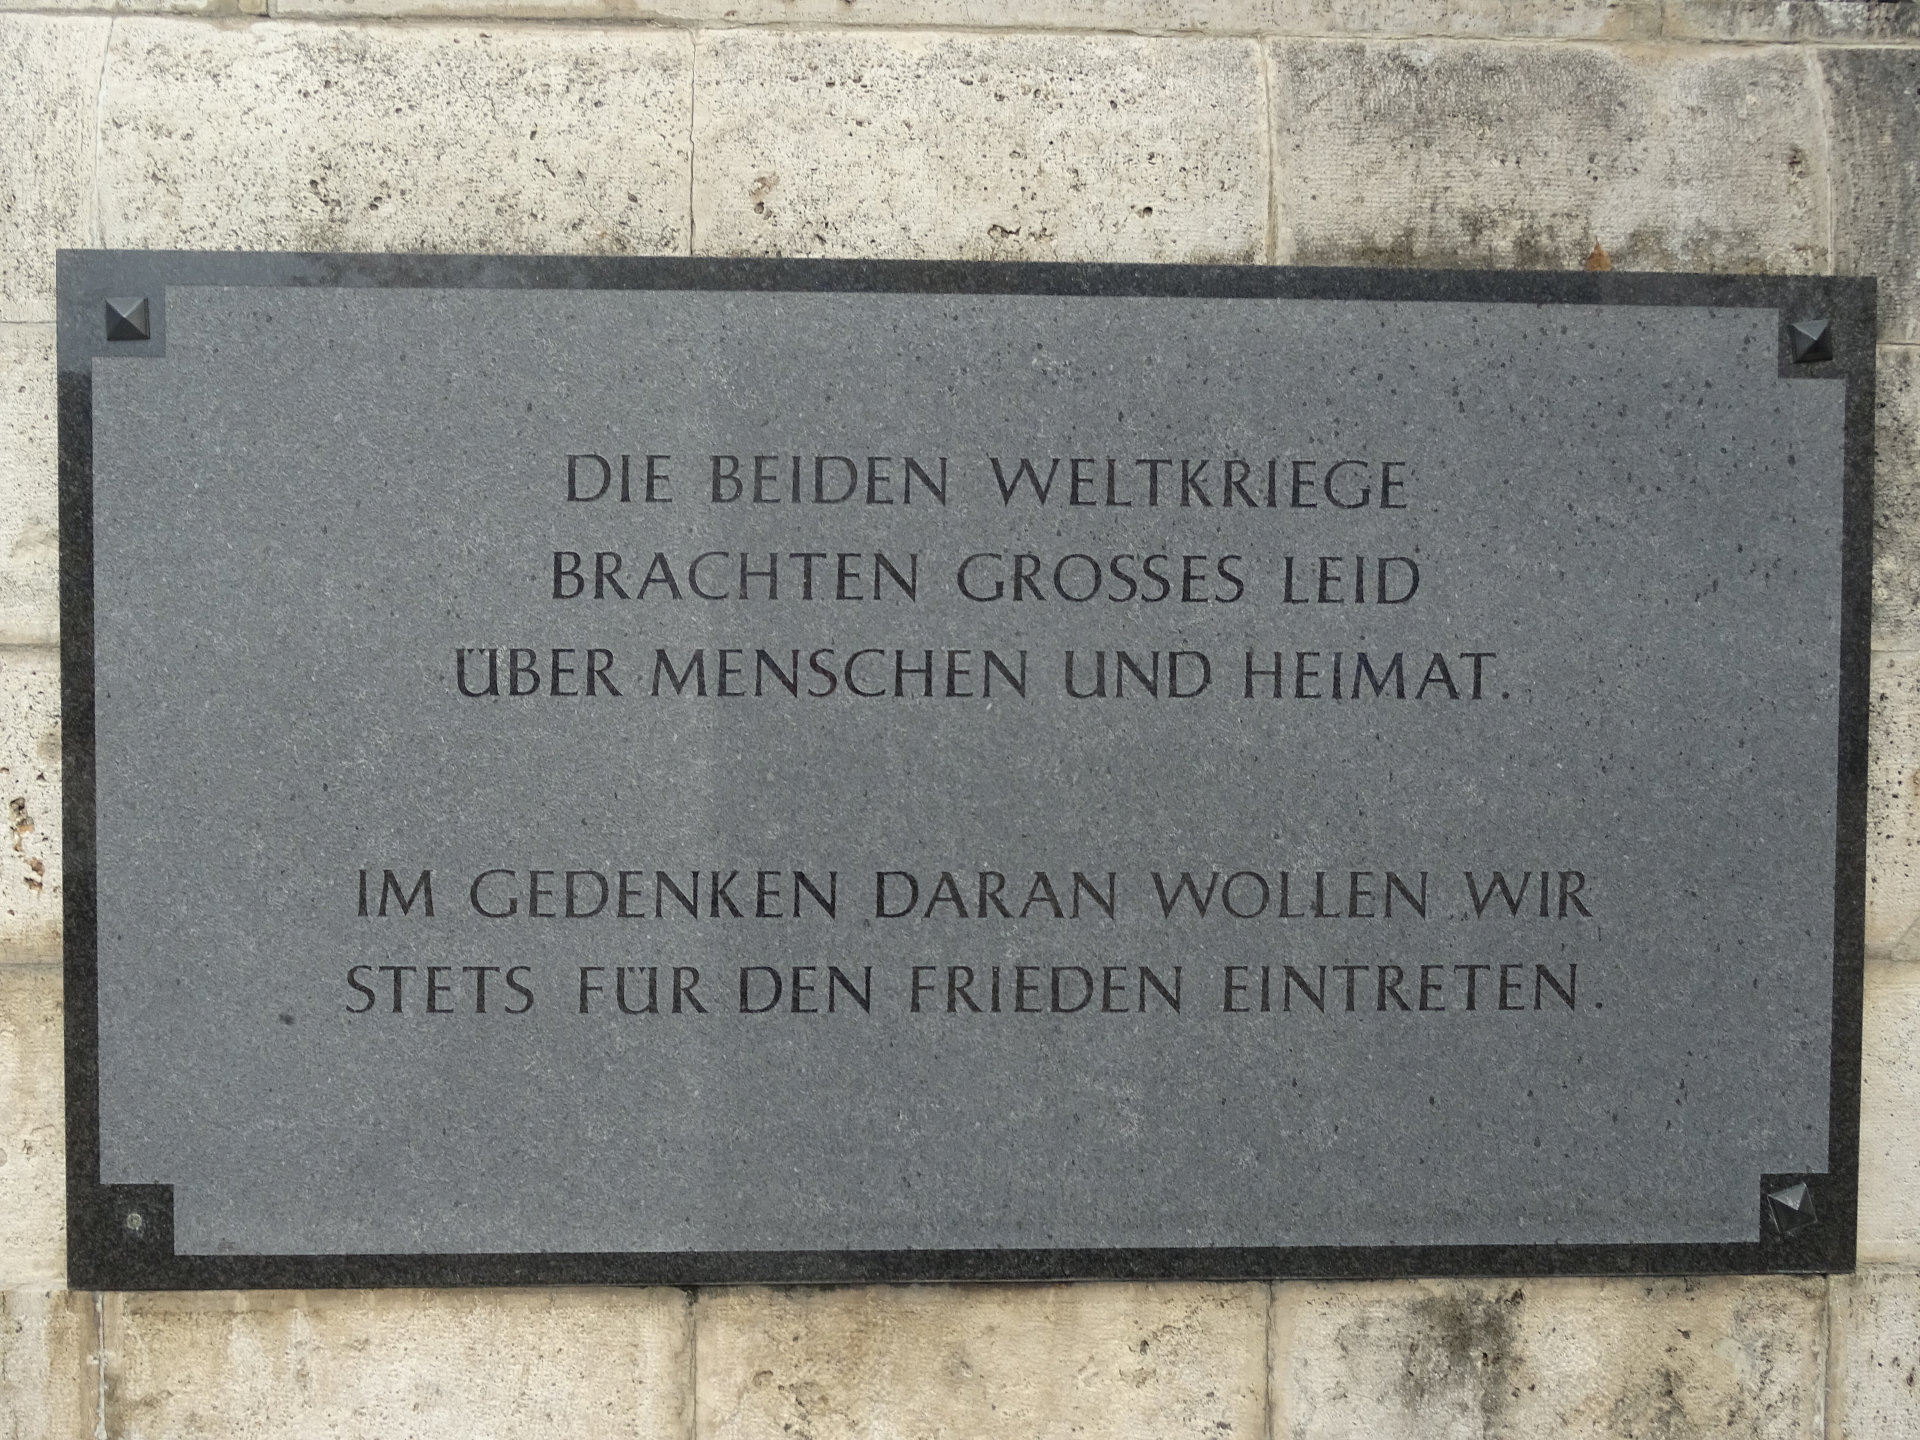 DIE BEIDEN WELTKRIEGE
BRACHTEN GROSSES LEID
ÜBER MENSCHEN UND HEIMAT.
IM GEDENKEN DARAN WOLLEN WIR
STETS FÜR DEN FRIEDEN EINTRETEN.